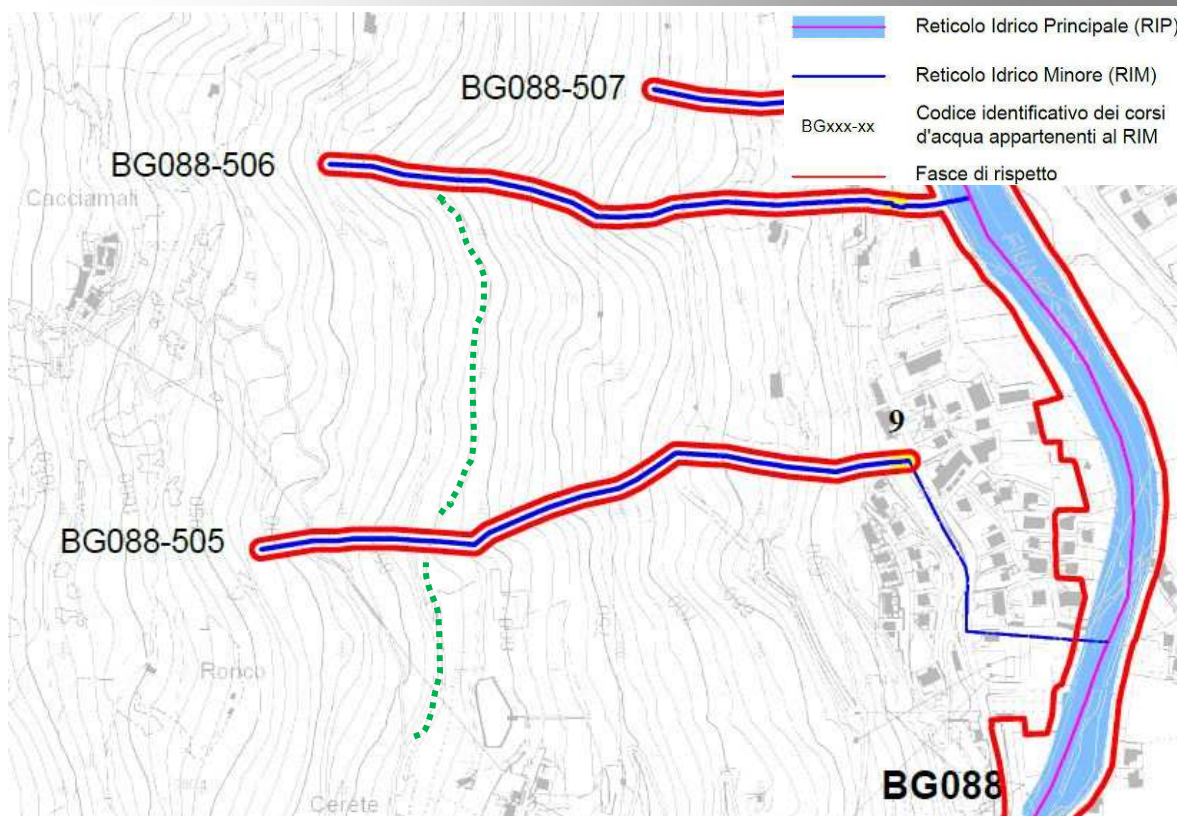 Reticolo Idrico Principale (RIP)
Reticolo Idrico Minore (RIM)
BGxxx-xx
Codice identificativo dei corsi
d'acqua appartenenti al RIM
Fasce di rispetto
BG088-507
BG088-506
Cacciamali
FIUME
9
BG088-505
Ronco
BG088
Cerete